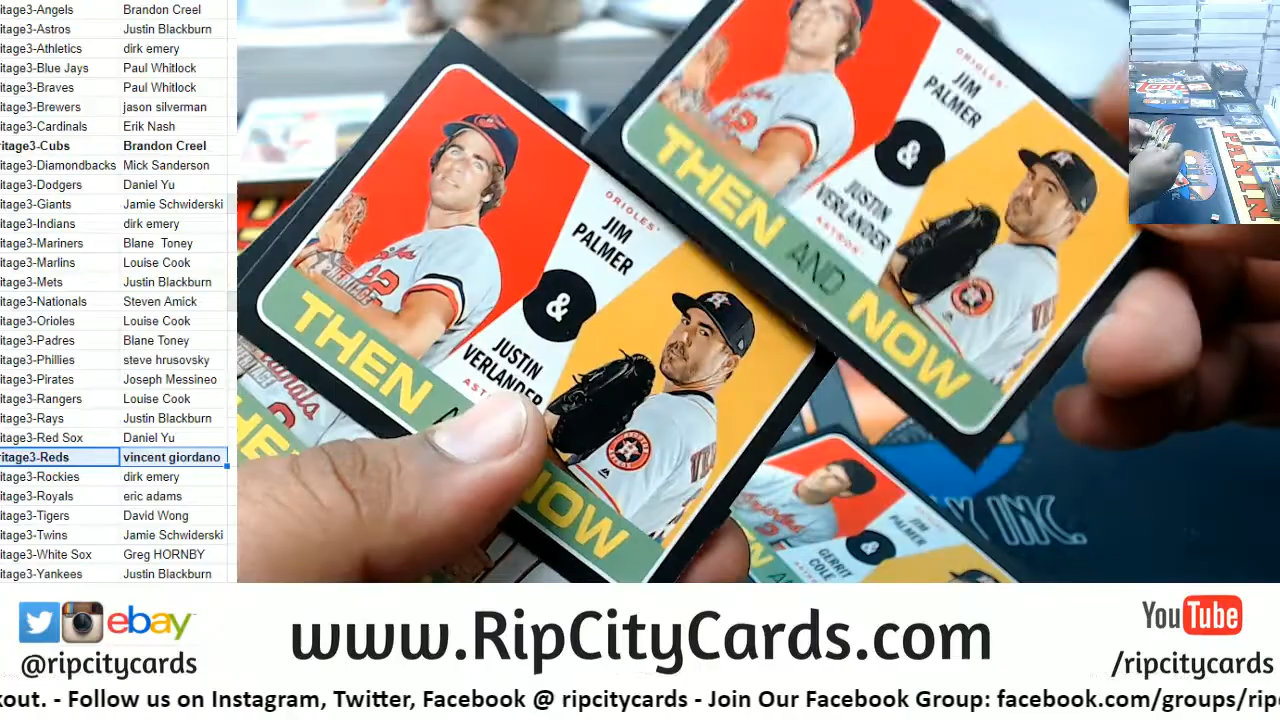 itage3-Angels Brandon Creel
itage3-Astros Justin Blackburn
itage3-Athletics dirk emery
itage3-Blue Jays Paul Whitlock
itage3-Braves Paul Whitlock
itage3-Brewers jason silverman
itage3-Cardinals Erik Nash
ritage3-Cubs Brandon Creel
itage3-Diamondbacks Mick Sanderson
itage3-Dodgers Daniel Yu
itage3-Giants Jamie Schwiderski
itage3-Indians dirk emery
itage3-Mariners Blane Toney
itage3-Marlins Louise Cook
itage3-Mets Justin Blackburn
itage3-Nationals Steven Amick
itage3-Orioles Louise Cook
itage3-Padres Blane Toney
itage3-Phillies steve hrusovsky
itage3-Pirates Joseph Messineo
itage3-Rangers Louise Cook
itage3-Rays Justin Blackburn
itage3-Red Sox Daniel Yu
ritage3-Reds vincent giordano
itage3-Rockies dirk emery
itage3-Royals eric adams
itage3-Tigers David Wong
itage3-Twins Jamie Schwiderski
itage3-White Sox Greg HORNBY
itage3-Yankees Justin Blackburn
ORIOLES
JIM
PALMER
&
JUSTIN
VERLANDER
ASTROS
THEN AND NOW
ORIOLES
JIM
PALMER
&
JUSTIN
VERLANDER
THEN
NOW
HERITAGE
JIM
PALMER
&
GERRIT
COLE
INC.
PANIN
ebay
@ripcitycards
www.RipCityCards.com
YouTube
/ripcitycards
kout. - Follow us on Instagram, Twitter, Facebook @ ripcitycards - Join Our Facebook Group: facebook.com/groups/ripc